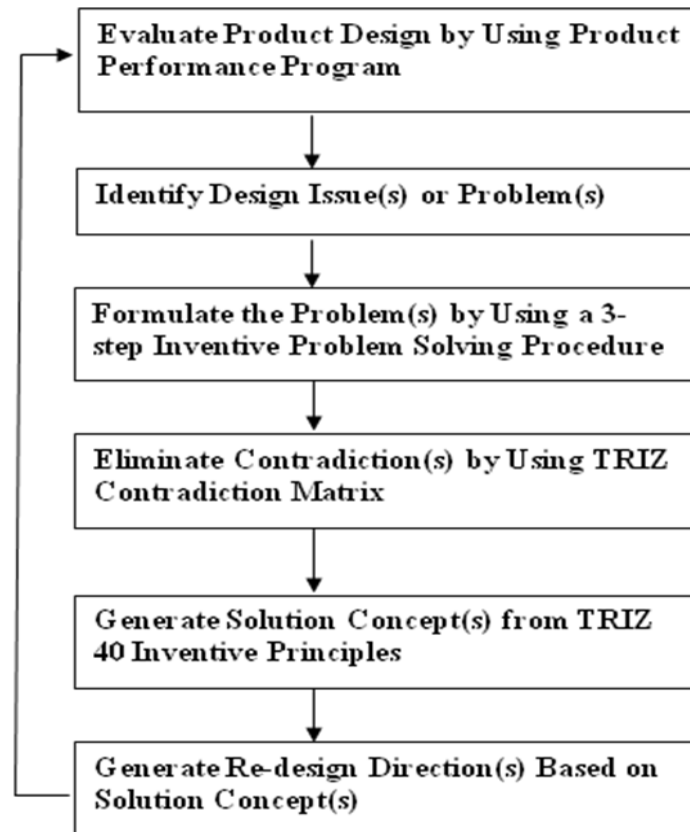 Evaluate Product Design by Using Product
Performance Program
Identify Design Issue(s) or Problem(s)
Formulate the Problem(s) by Using a 3-
step Inventive Problem Solving Procedure
Eliminate Contradiction(s) by Using TRIZ
Contradiction Matrix
Generate Solution Concept(s) from TRIZ
40 Inventive Principles
Generate Re-design Direction(s) Based on
Solution Concept(s)